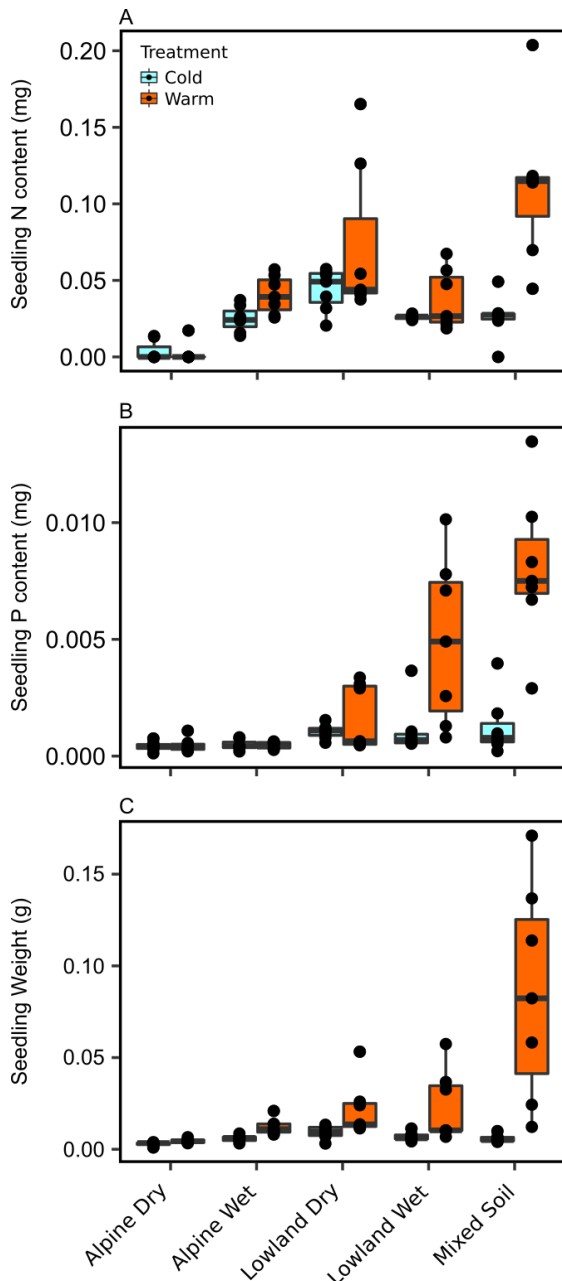 A
Seedling N content (mg)
0.20
0.15
0.10
0.05
0.00
Treatment
Cold
Warm
B
Seedling P content (mg)
0.010
0.005
0.000
C
Seedling Weight (g)
0.15
0.10
0.05
0.00
Alpine Dry
Alpine Wet
Lowland Dry
Lowland Wet
Mixed Soil